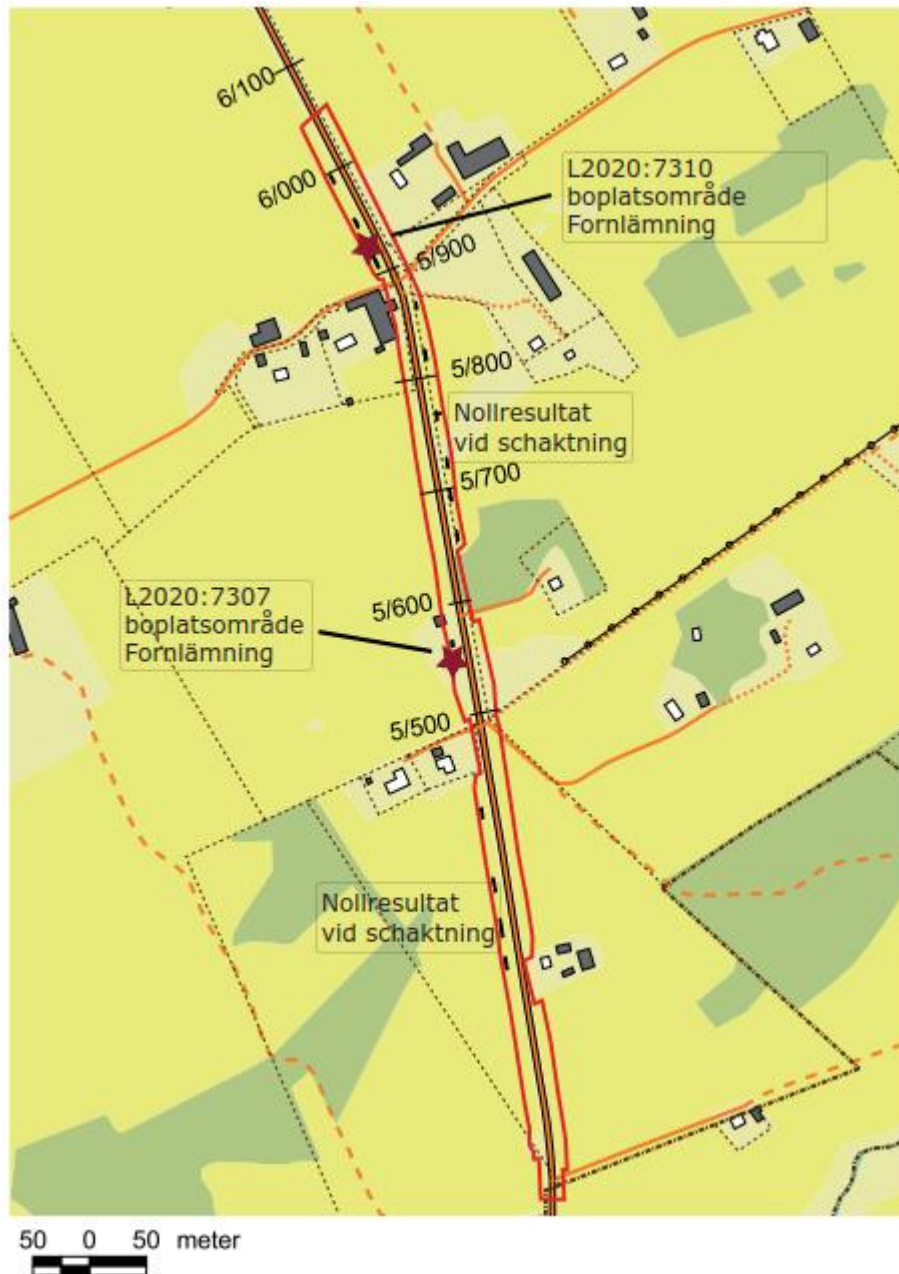 6/100
L2020:7310
boplatsområde
Fornlämning
6/000
5/900
5/800
Nollresultat
vid schaktning
5/700
L2020:7307
boplatsområde
Fornlämning
5/600
5/500
Nollresultat
vid schaktning
50 0 50 meter